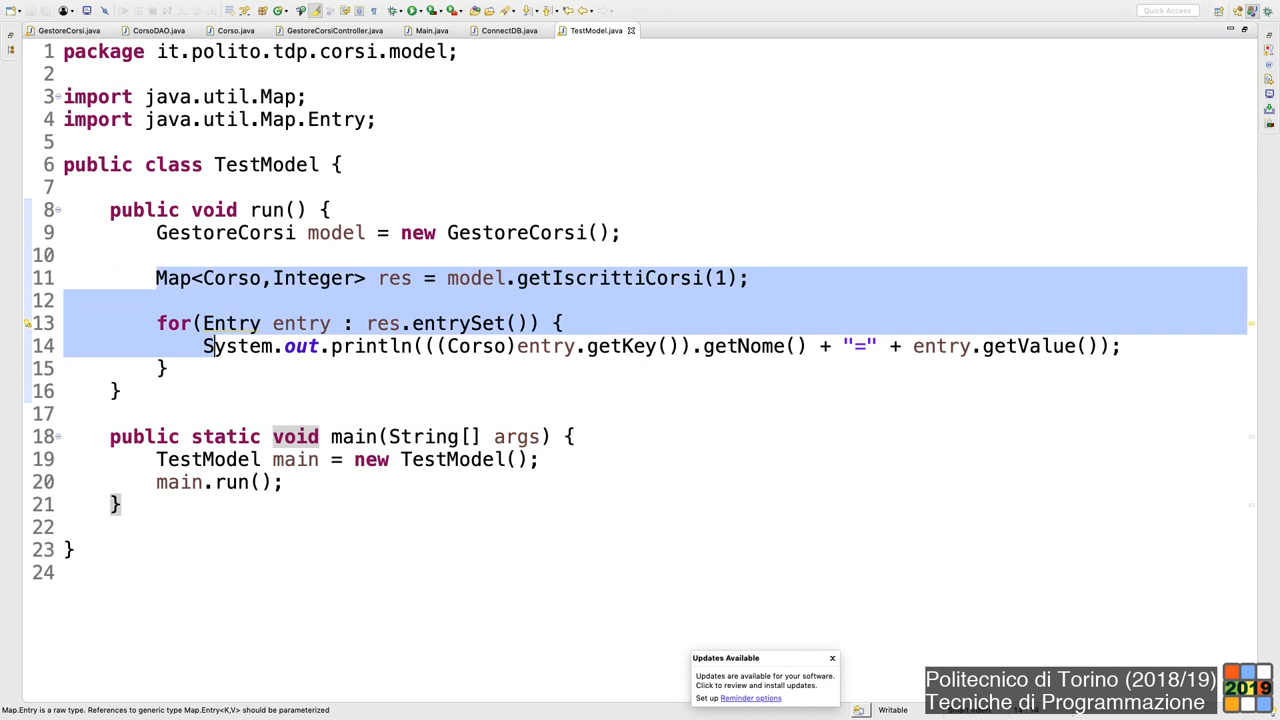 Quick Access
GestoreCorsi.java
CorsoDAO.java
Corso.java
GestoreCorsiController.java
Main.java
ConnectDB.java
TestModel.java
1 package it.polito.tdp.corsi.model;
2
3 import java.util.Map;
4 import java.util.Map.Entry;
5
6 public class TestModel {
7
8 public void run() {
9 GestoreCorsi model = new GestoreCorsi();
10
11 Map<Corso,Integer> res = model.getIscrittiCorsi(1);
12
13 for(Entry entry : res.entrySet()) {
14 System.out.println(((Corso)entry.getKey()).getNome() + "=" + entry.getValue());
15 }
16 }
17
18 public static void main(String[] args) {
19 TestModel main = new TestModel();
20 main.run();
21 }
22
23 }
24
Updates Available
Updates are available for your software.
Click to review and install updates.
Set up Reminder options
Politecnico di Torino (2018/19)
Tecniche di Programmazione
2019
Map.Entry is a raw type. References to generic type Map.Entry<K,V> should be parameterized
Writable